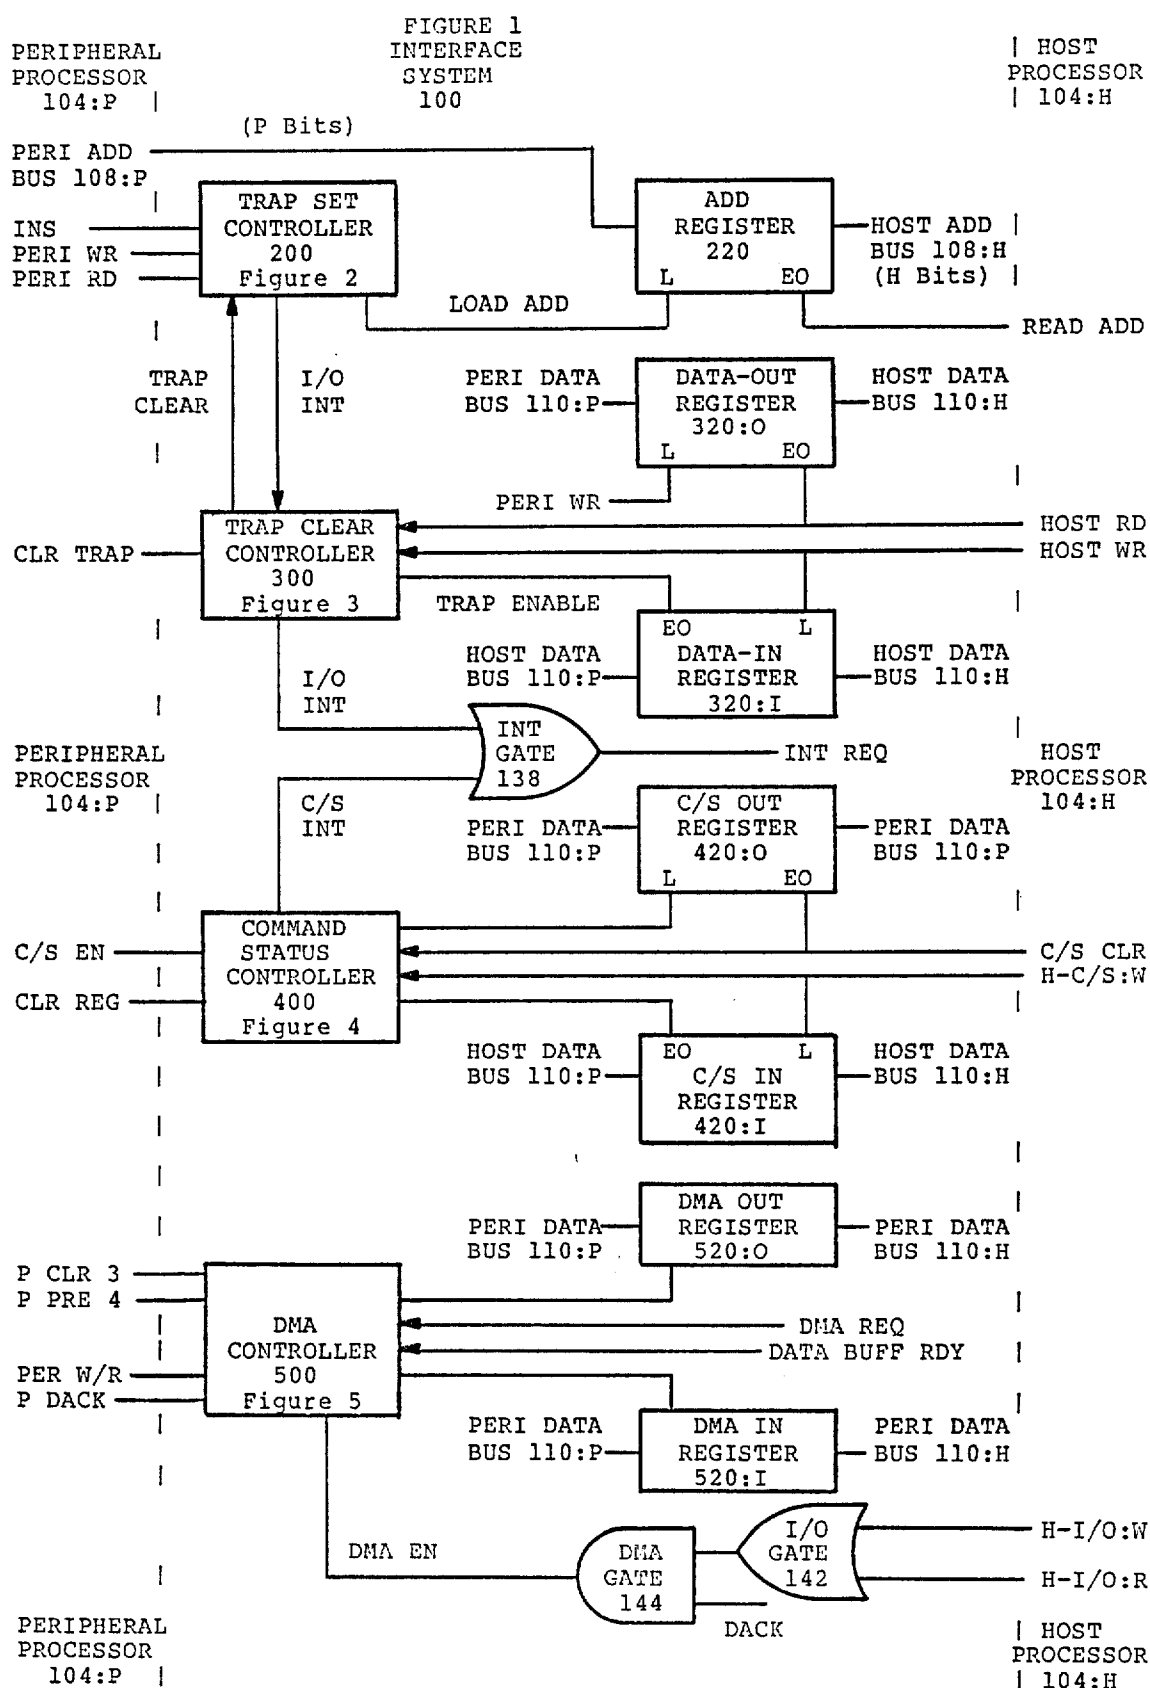 FIGURE 1
INTERFACE
SYSTEM
100
PERIPHERAL
PROCESSOR
104:P
HOST
PROCESSOR
104:H
(P Bits)
PERI ADD
BUS 108:P
INS
PERI WR
PERI RD
TRAP SET
CONTROLLER
200
Figure 2
ADD
REGISTER
220
L EO
HOST ADD
BUS 108:H
(H Bits)
LOAD ADD
READ ADD
TRAP
CLEAR
I/O
INT
PERI DATA
BUS 110:P
DATA-OUT
REGISTER
320:O
L EO
HOST DATA
BUS 110:H
PERI WR
CLR TRAP
TRAP CLEAR
CONTROLLER
300
Figure 3
HOST RD
HOST WR
TRAP ENABLE
EO L
DATA-IN
REGISTER
320:I
HOST DATA
BUS 110:P
HOST DATA
BUS 110:H
I/O
INT
INT
GATE
138
INT REQ
PERIPHERAL
PROCESSOR
104:P
HOST
PROCESSOR
104:H
C/S
INT
PERI DATA
BUS 110:P
C/S OUT
REGISTER
420:O
L EO
PERI DATA
BUS 110:P
C/S EN
CLR REG
COMMAND
STATUS
CONTROLLER
400
Figure 4
C/S CLR
H-C/S:W
HOST DATA
BUS 110:P
EO L
C/S IN
REGISTER
420:I
HOST DATA
BUS 110:H
PERI DATA
BUS 110:P
DMA OUT
REGISTER
520:O
PERI DATA
BUS 110:H
P CLR 3
P PRE 4
PER W/R
P DACK
DMA
CONTROLLER
500
Figure 5
DMA REQ
DATA BUFF RDY
PERI DATA
BUS 110:P
DMA IN
REGISTER
520:I
PERI DATA
BUS 110:H
DMA EN
DMA
GATE
144
I/O
GATE
142
H-I/O:W
H-I/O:R
DACK
PERIPHERAL
PROCESSOR
104:P
HOST
PROCESSOR
104:H